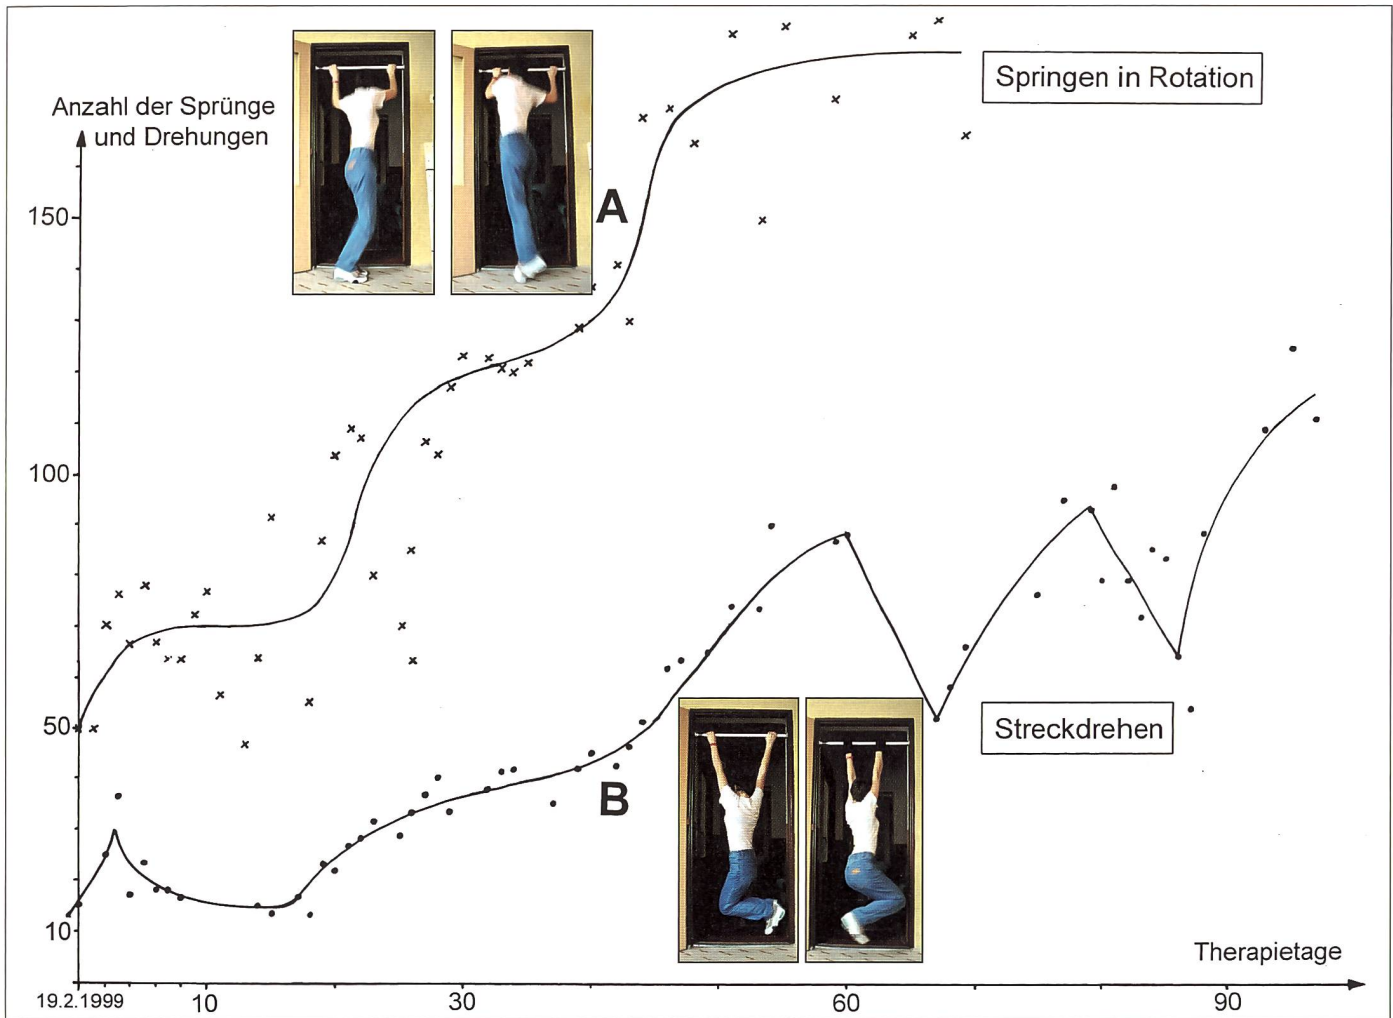 Anzahl der Sprünge
und Drehungen
Springen in Rotation
A
150
100
50
10
B
Streckdrehen
Therapietage
19.2.1999
10
30
60
90